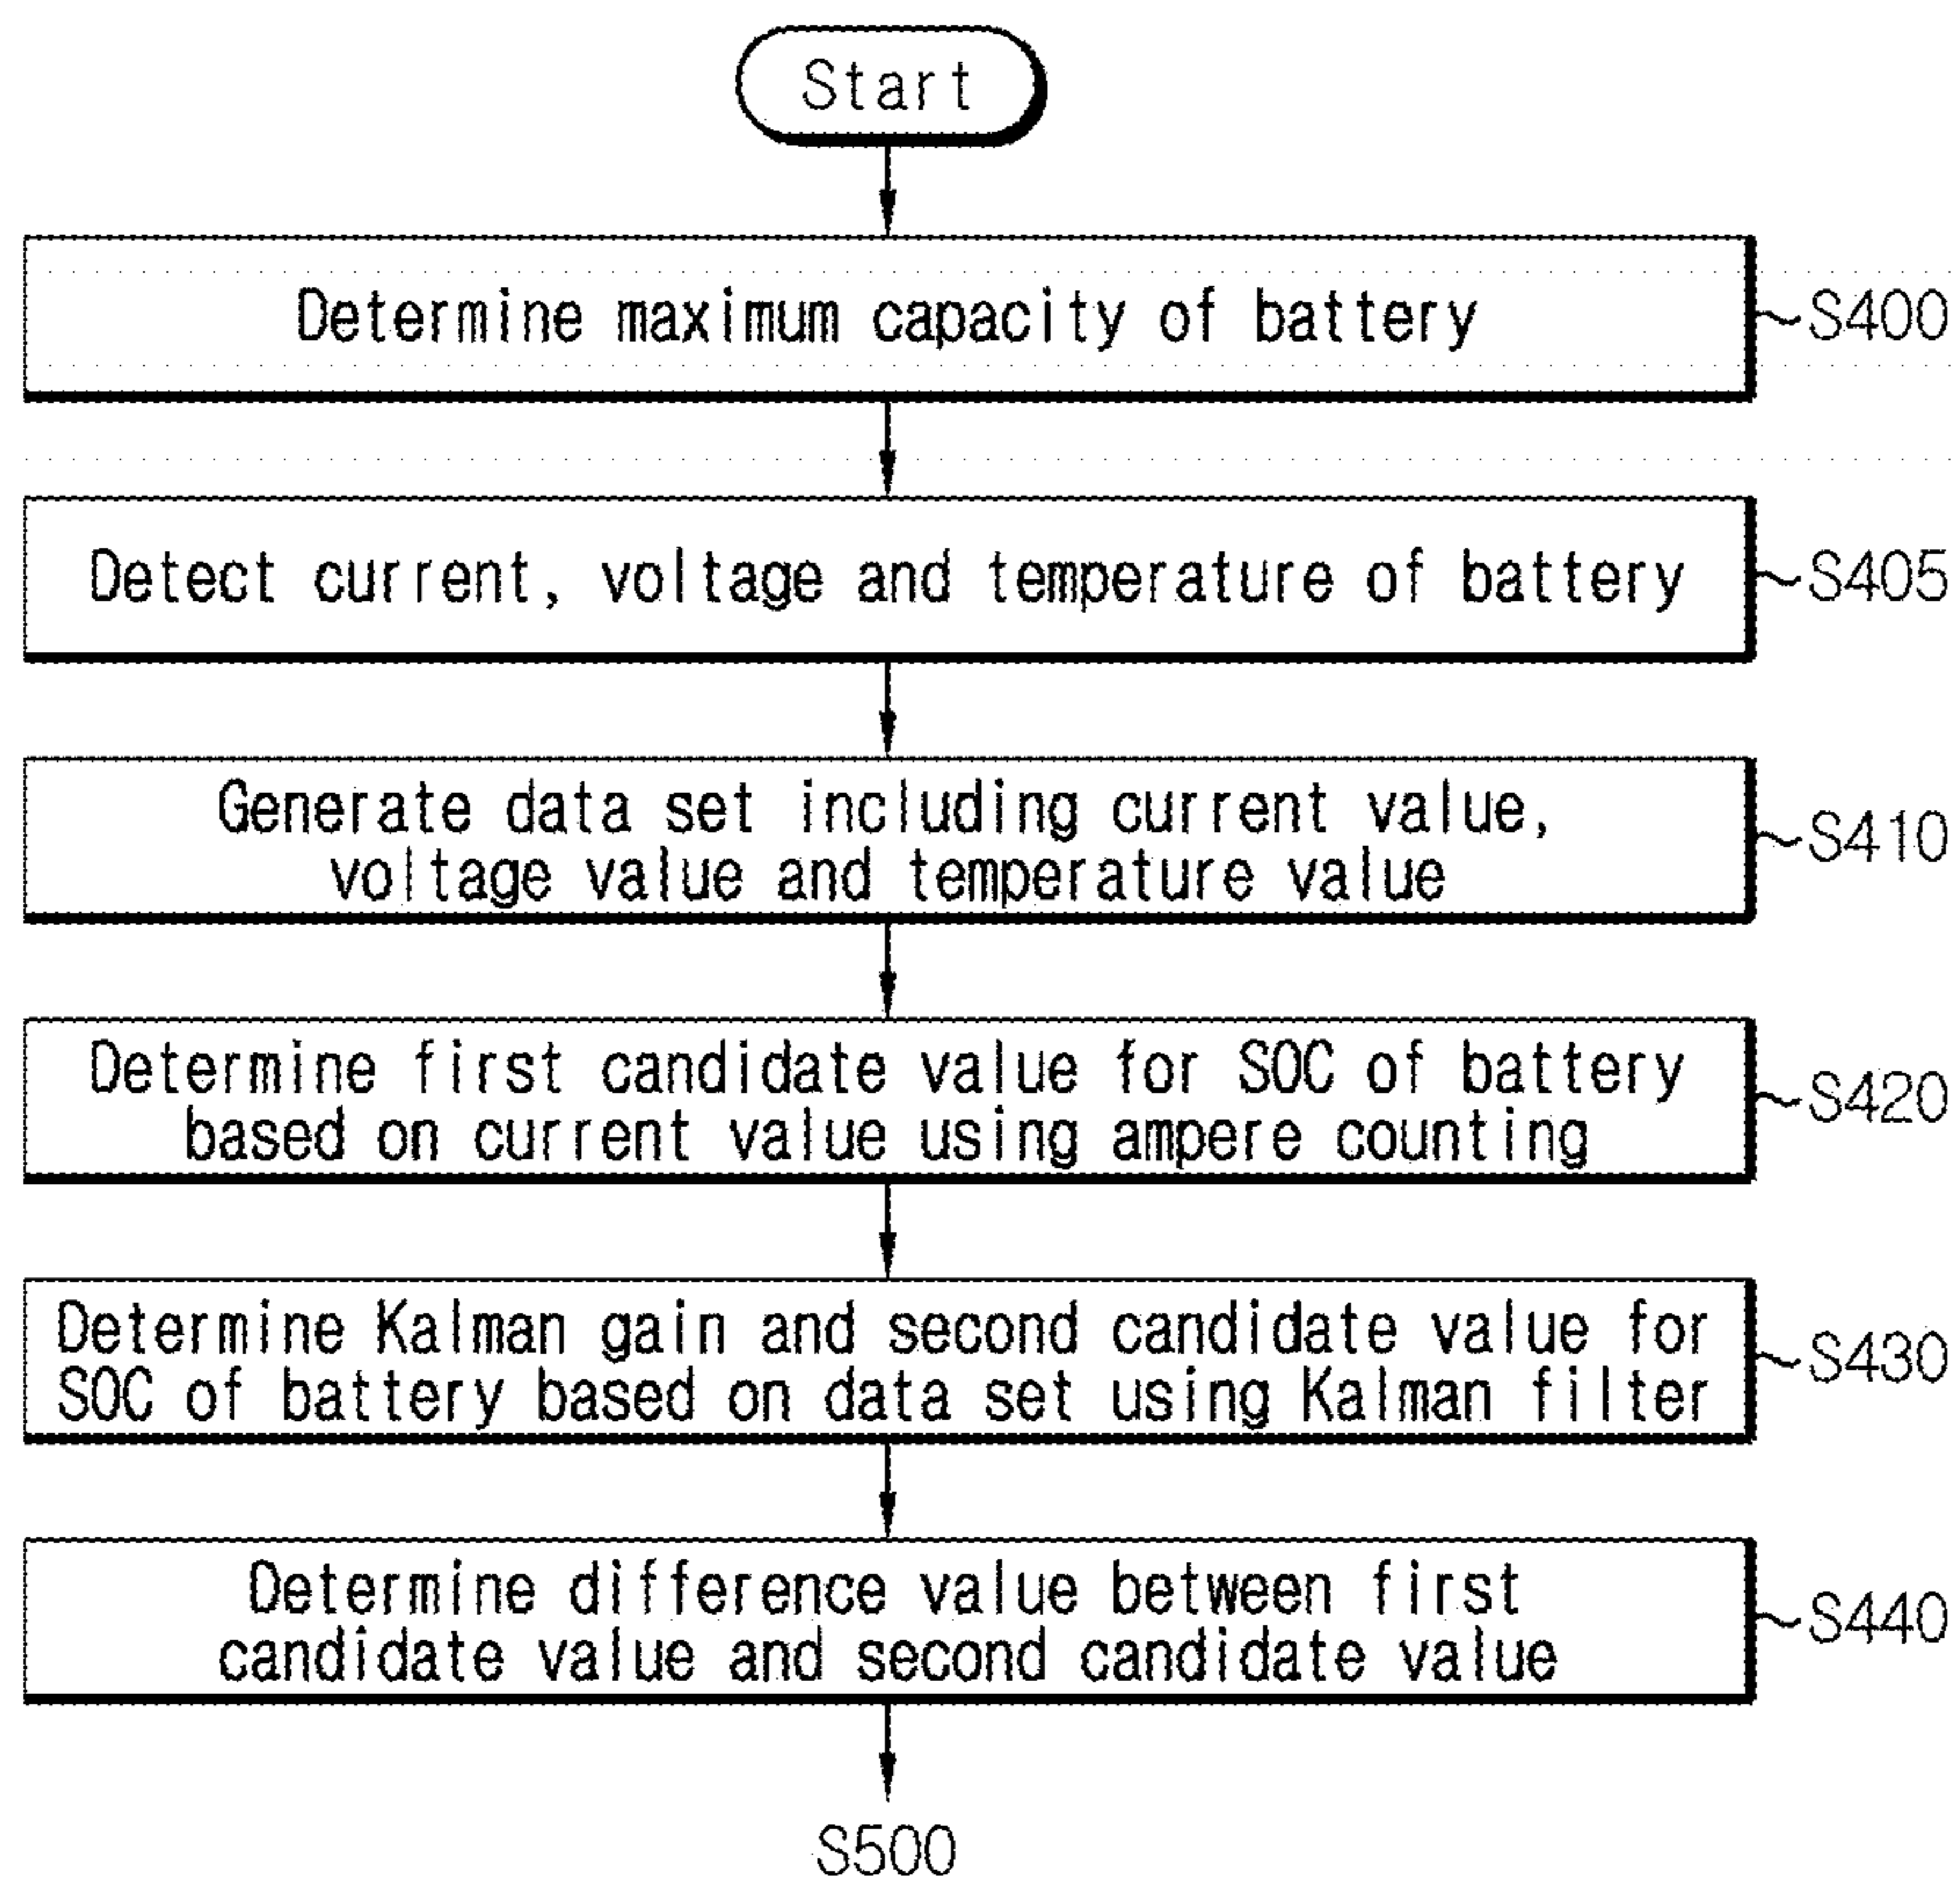 Start
Determine maximum capacity of battery
S400
Detect current, voltage and temperature of battery
S405
Generate data set including current value,
voltage value and temperature value
S410
Determine first candidate value for SOC of battery
based on current value using ampere counting
S420
Determine Kalman gain and second candidate value for
SOC of battery based on data set using Kalman filter
S430
Determine difference value between first
candidate value and second candidate value
S440
S500